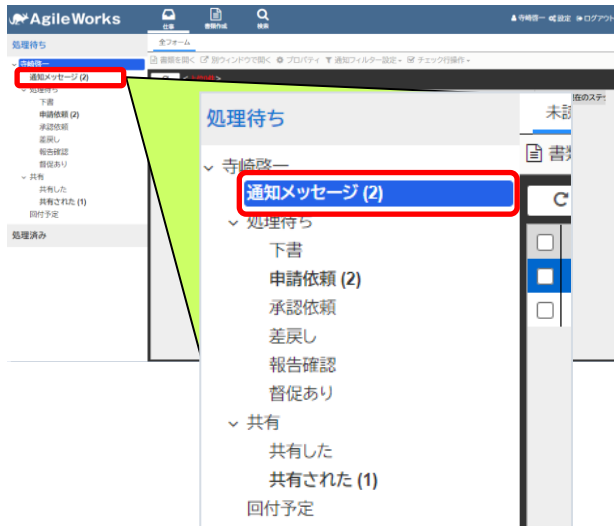 AgileWorks
仕事
書類作成
検索
寺崎啓一 設定 ログアウト
処理待ち
全フォーム
書類を開く 別ウィンドウで開く プロパティ 通知フィルター設定 チェック行操作
寺崎啓一
通知メッセージ (2)
処理待ち
下書
申請依頼 (2)
承認依頼
差戻し
報告確認
督促あり
共有
共有した
共有された (1)
回付予定
処理済み
処理待ち
寺崎啓一
通知メッセージ (2)
処理待ち
下書
申請依頼 (2)
承認依頼
差戻し
報告確認
督促あり
共有
共有した
共有された (1)
回付予定